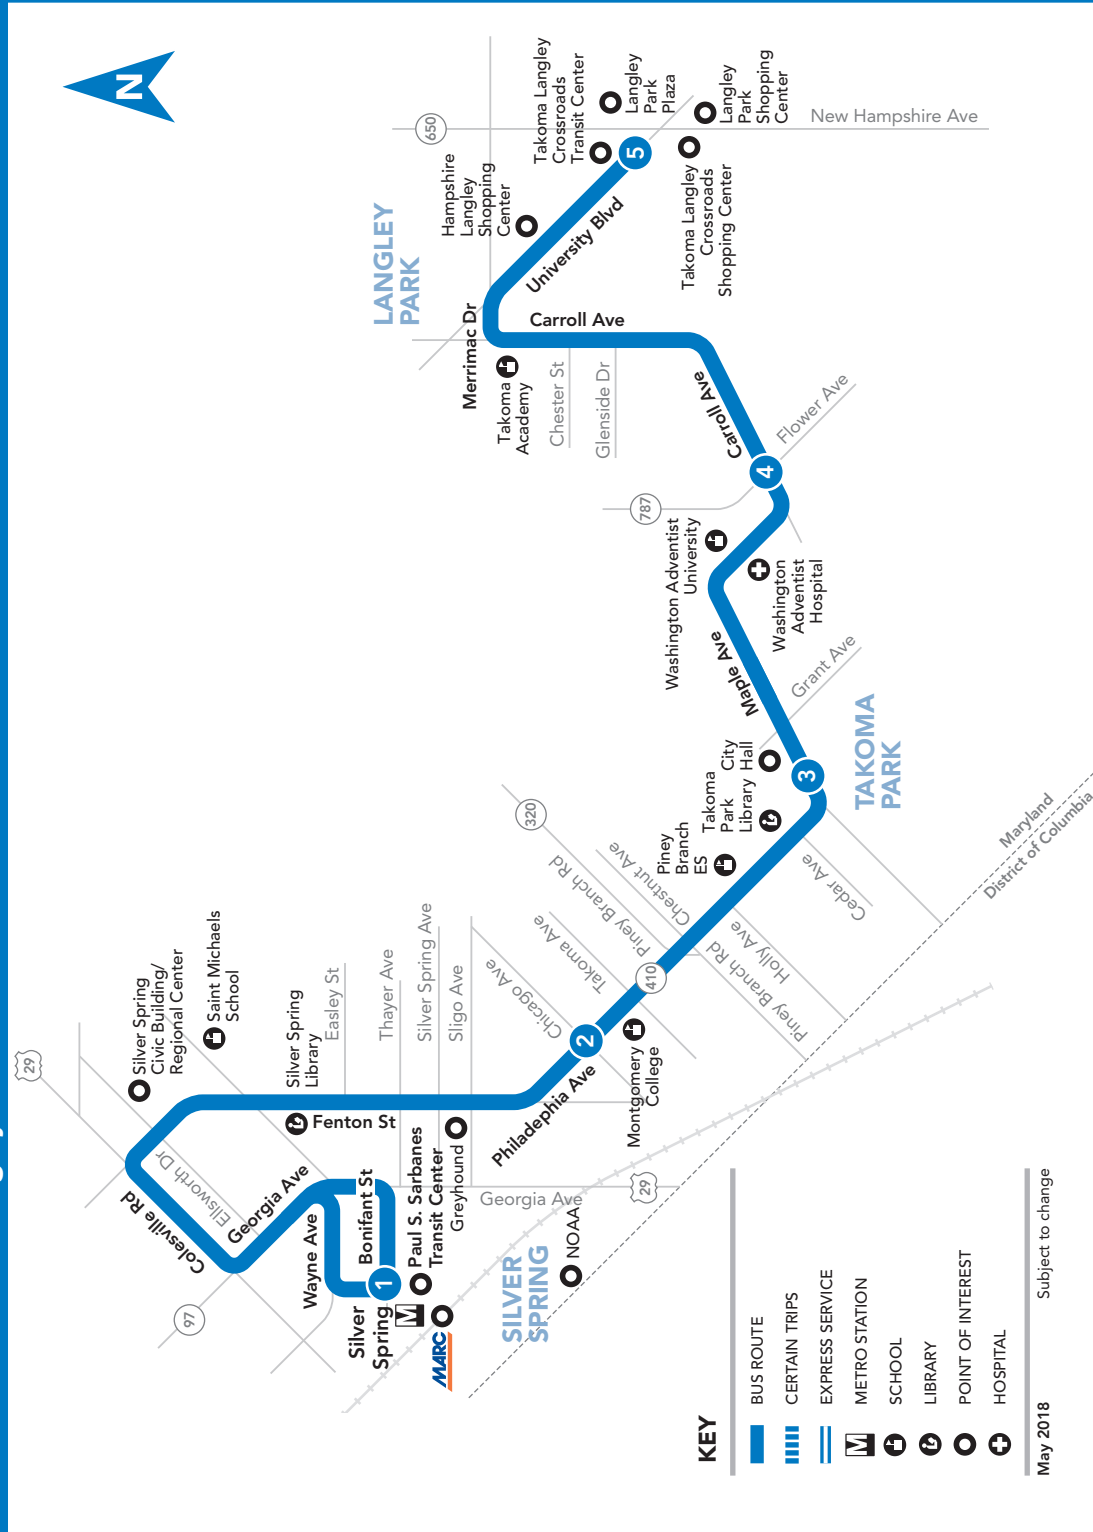 N
29
Silver Spring
Civic Building/
Regional Center
Saint Michaels
School
Silver Spring
Library
Easley St
Thayer Ave
Silver Spring Ave
Sligo Ave
Chicago Ave
Takoma Ave
Piney Branch Rd
320
Chestnut Ave
Piney
Branch
ES
Takoma
Park
Library
City
Hall
410
Piney Branch Rd
Holly Ave
Cedar Ave
3
TAKOMA
PARK
Grant Ave
Maple Ave
Washington Adventist
University
Washington
Adventist
Hospital
787
4
Flower Ave
Carroll Ave
Glenside Dr
Chester St
Takoma
Academy
Carroll Ave
Merrimac Dr
LANGLEY
PARK
Hampshire
Langley
Shopping
Center
University Blvd
650
Takoma Langley
Crossroads
Transit Center
5
Langley
Park
Plaza
Langley
Park
Shopping
Center
Takoma Langley
Crossroads
Shopping Center
New Hampshire Ave
Maryland
District of Columbia
2
Montgomery
College
Philadephia Ave
Fenton St
Ellsworth Dr
Colesville Rd
Georgia Ave
97
Wayne Ave
Bonifant St
1
Silver
Spring
M
MARC
Paul S. Sarbanes
Transit Center
Greyhound
Georgia Ave
29
SILVER
SPRING
NOAA
KEY
BUS ROUTE
CERTAIN TRIPS
EXPRESS SERVICE
M METRO STATION
SCHOOL
LIBRARY
POINT OF INTEREST
HOSPITAL
May 2018
Subject to change